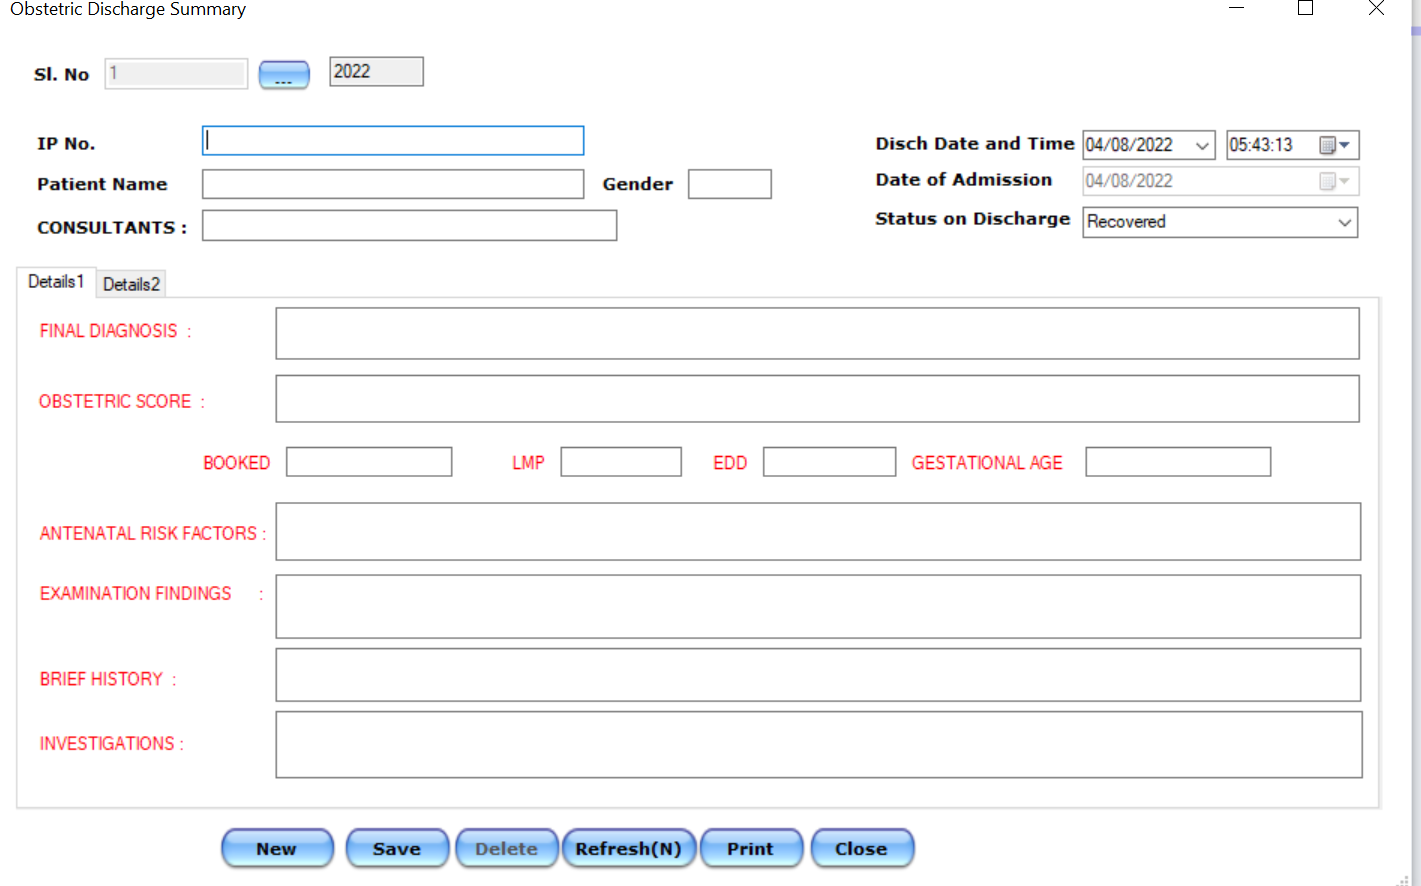 Obstetric Discharge Summary
Sl. No 1 ... 2022
IP No. Disch Date and Time 04/08/2022 05:43:13
Patient Name Gender Date of Admission 04/08/2022
CONSULTANTS : Status on Discharge Recovered
Details1 Details2
FINAL DIAGNOSIS :
OBSTETRIC SCORE :
BOOKED LMP EDD GESTATIONAL AGE
ANTENATAL RISK FACTORS :
EXAMINATION FINDINGS :
BRIEF HISTORY :
INVESTIGATIONS :
New Save Delete Refresh(N) Print Close